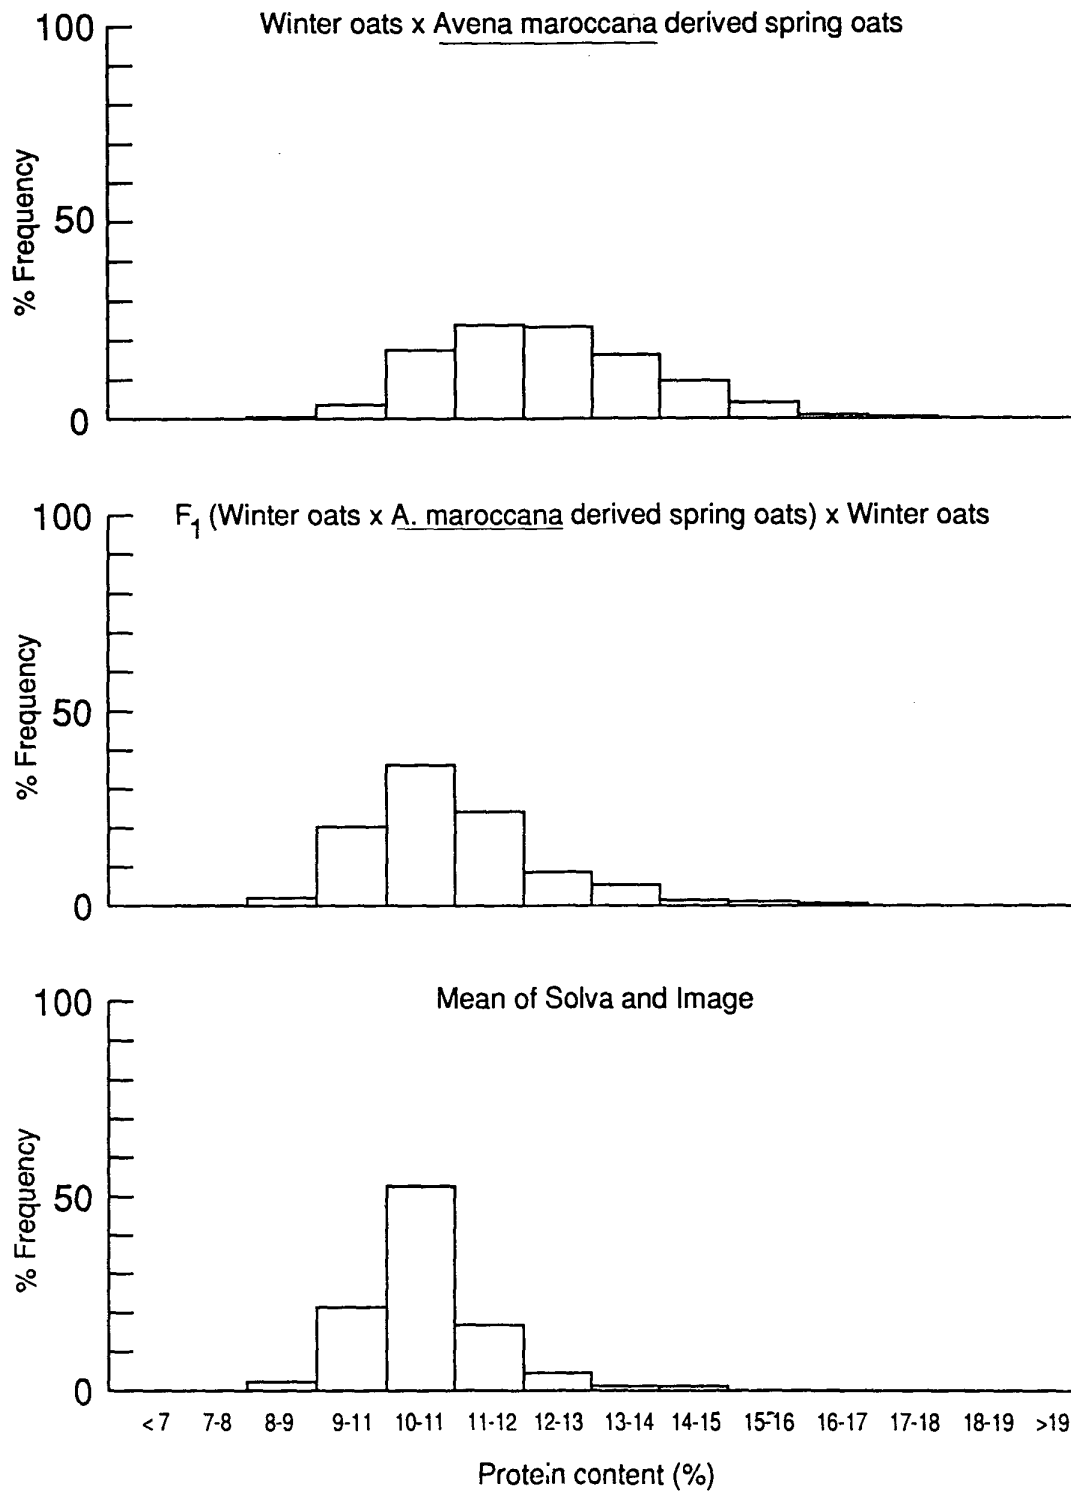 Winter oats x Avena maroccana derived spring oats
100
50
0
% Frequency
F1 (Winter oats x A. maroccana derived spring oats) x Winter oats
100
50
0
% Frequency
Mean of Solva and Image
100
50
0
% Frequency
< 7 7-8 8-9 9-11 10-11 11-12 12-13 13-14 14-15 15-16 16-17 17-18 18-19 >19
Protein content (%)